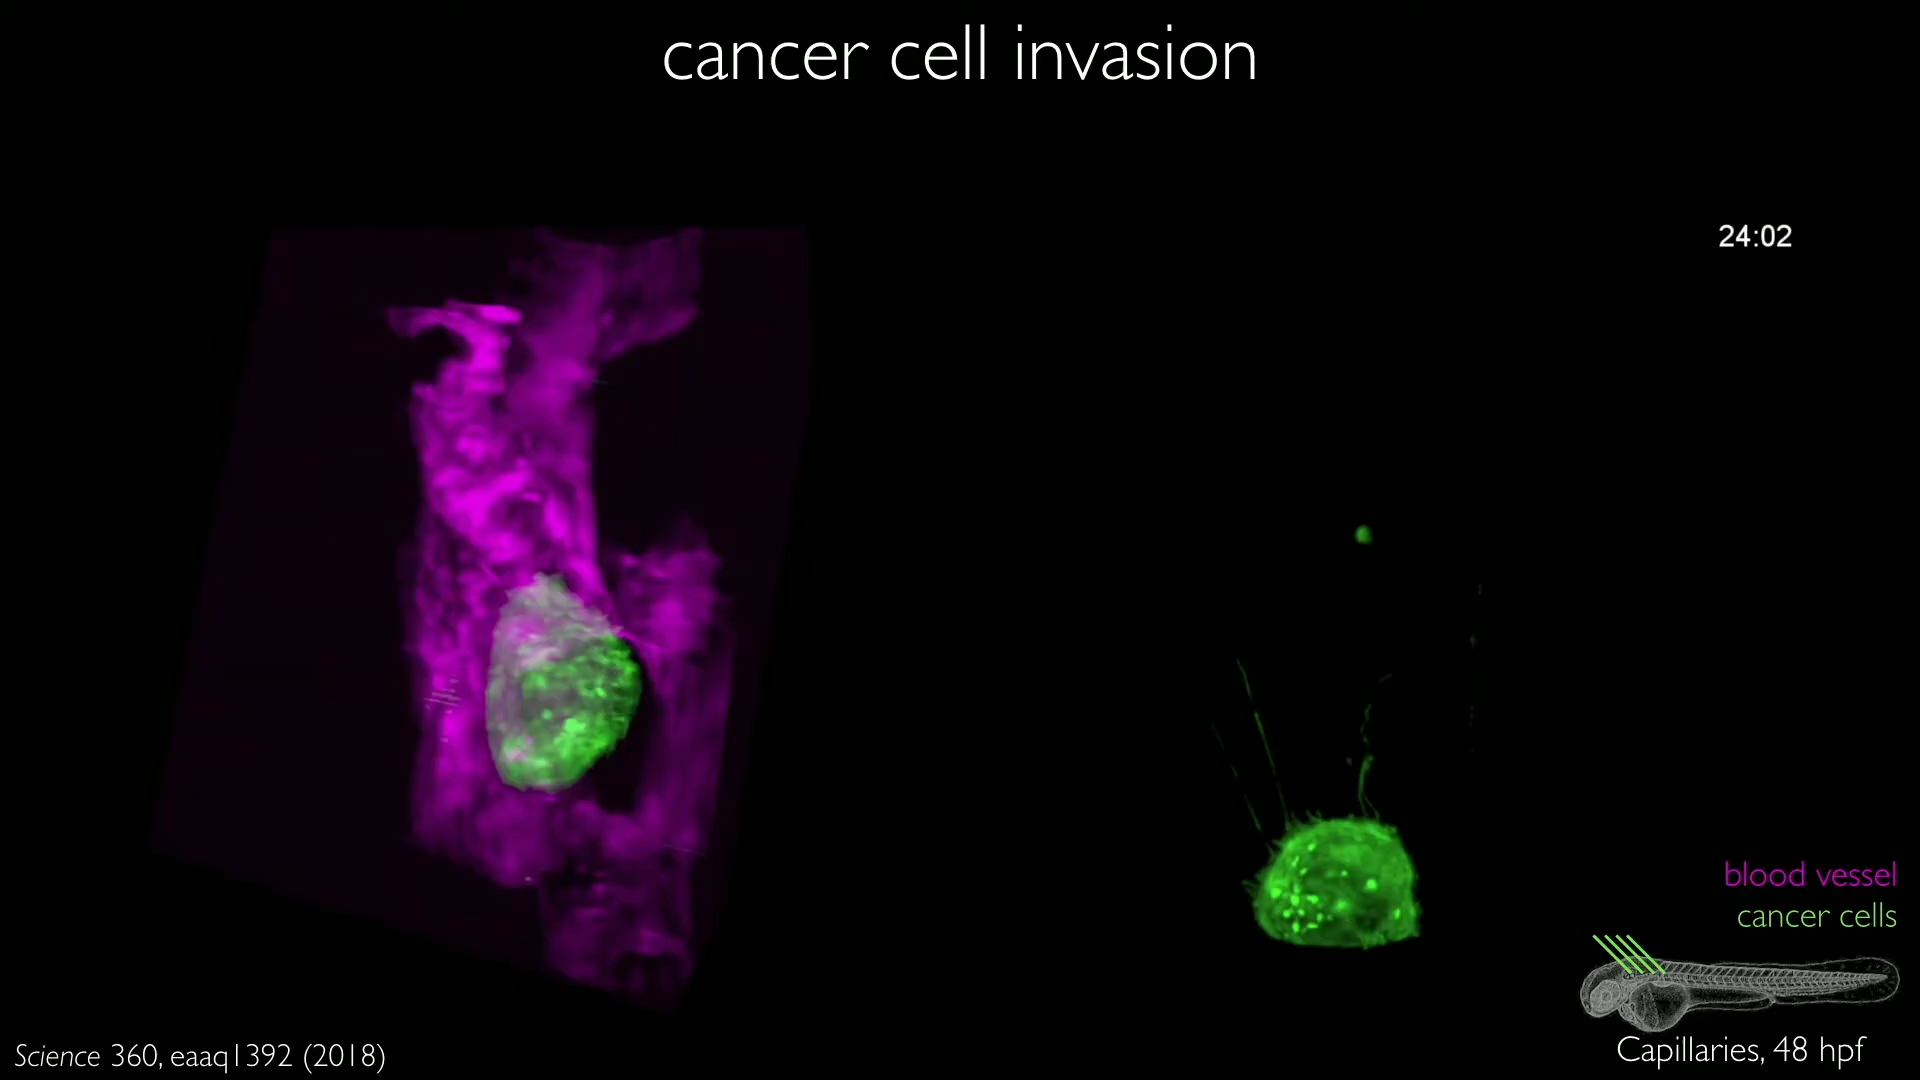 cancer cell invasion
24:02
blood vessel
cancer cells
Science 360, eaaq1392 (2018)
Capillaries, 48 hpf